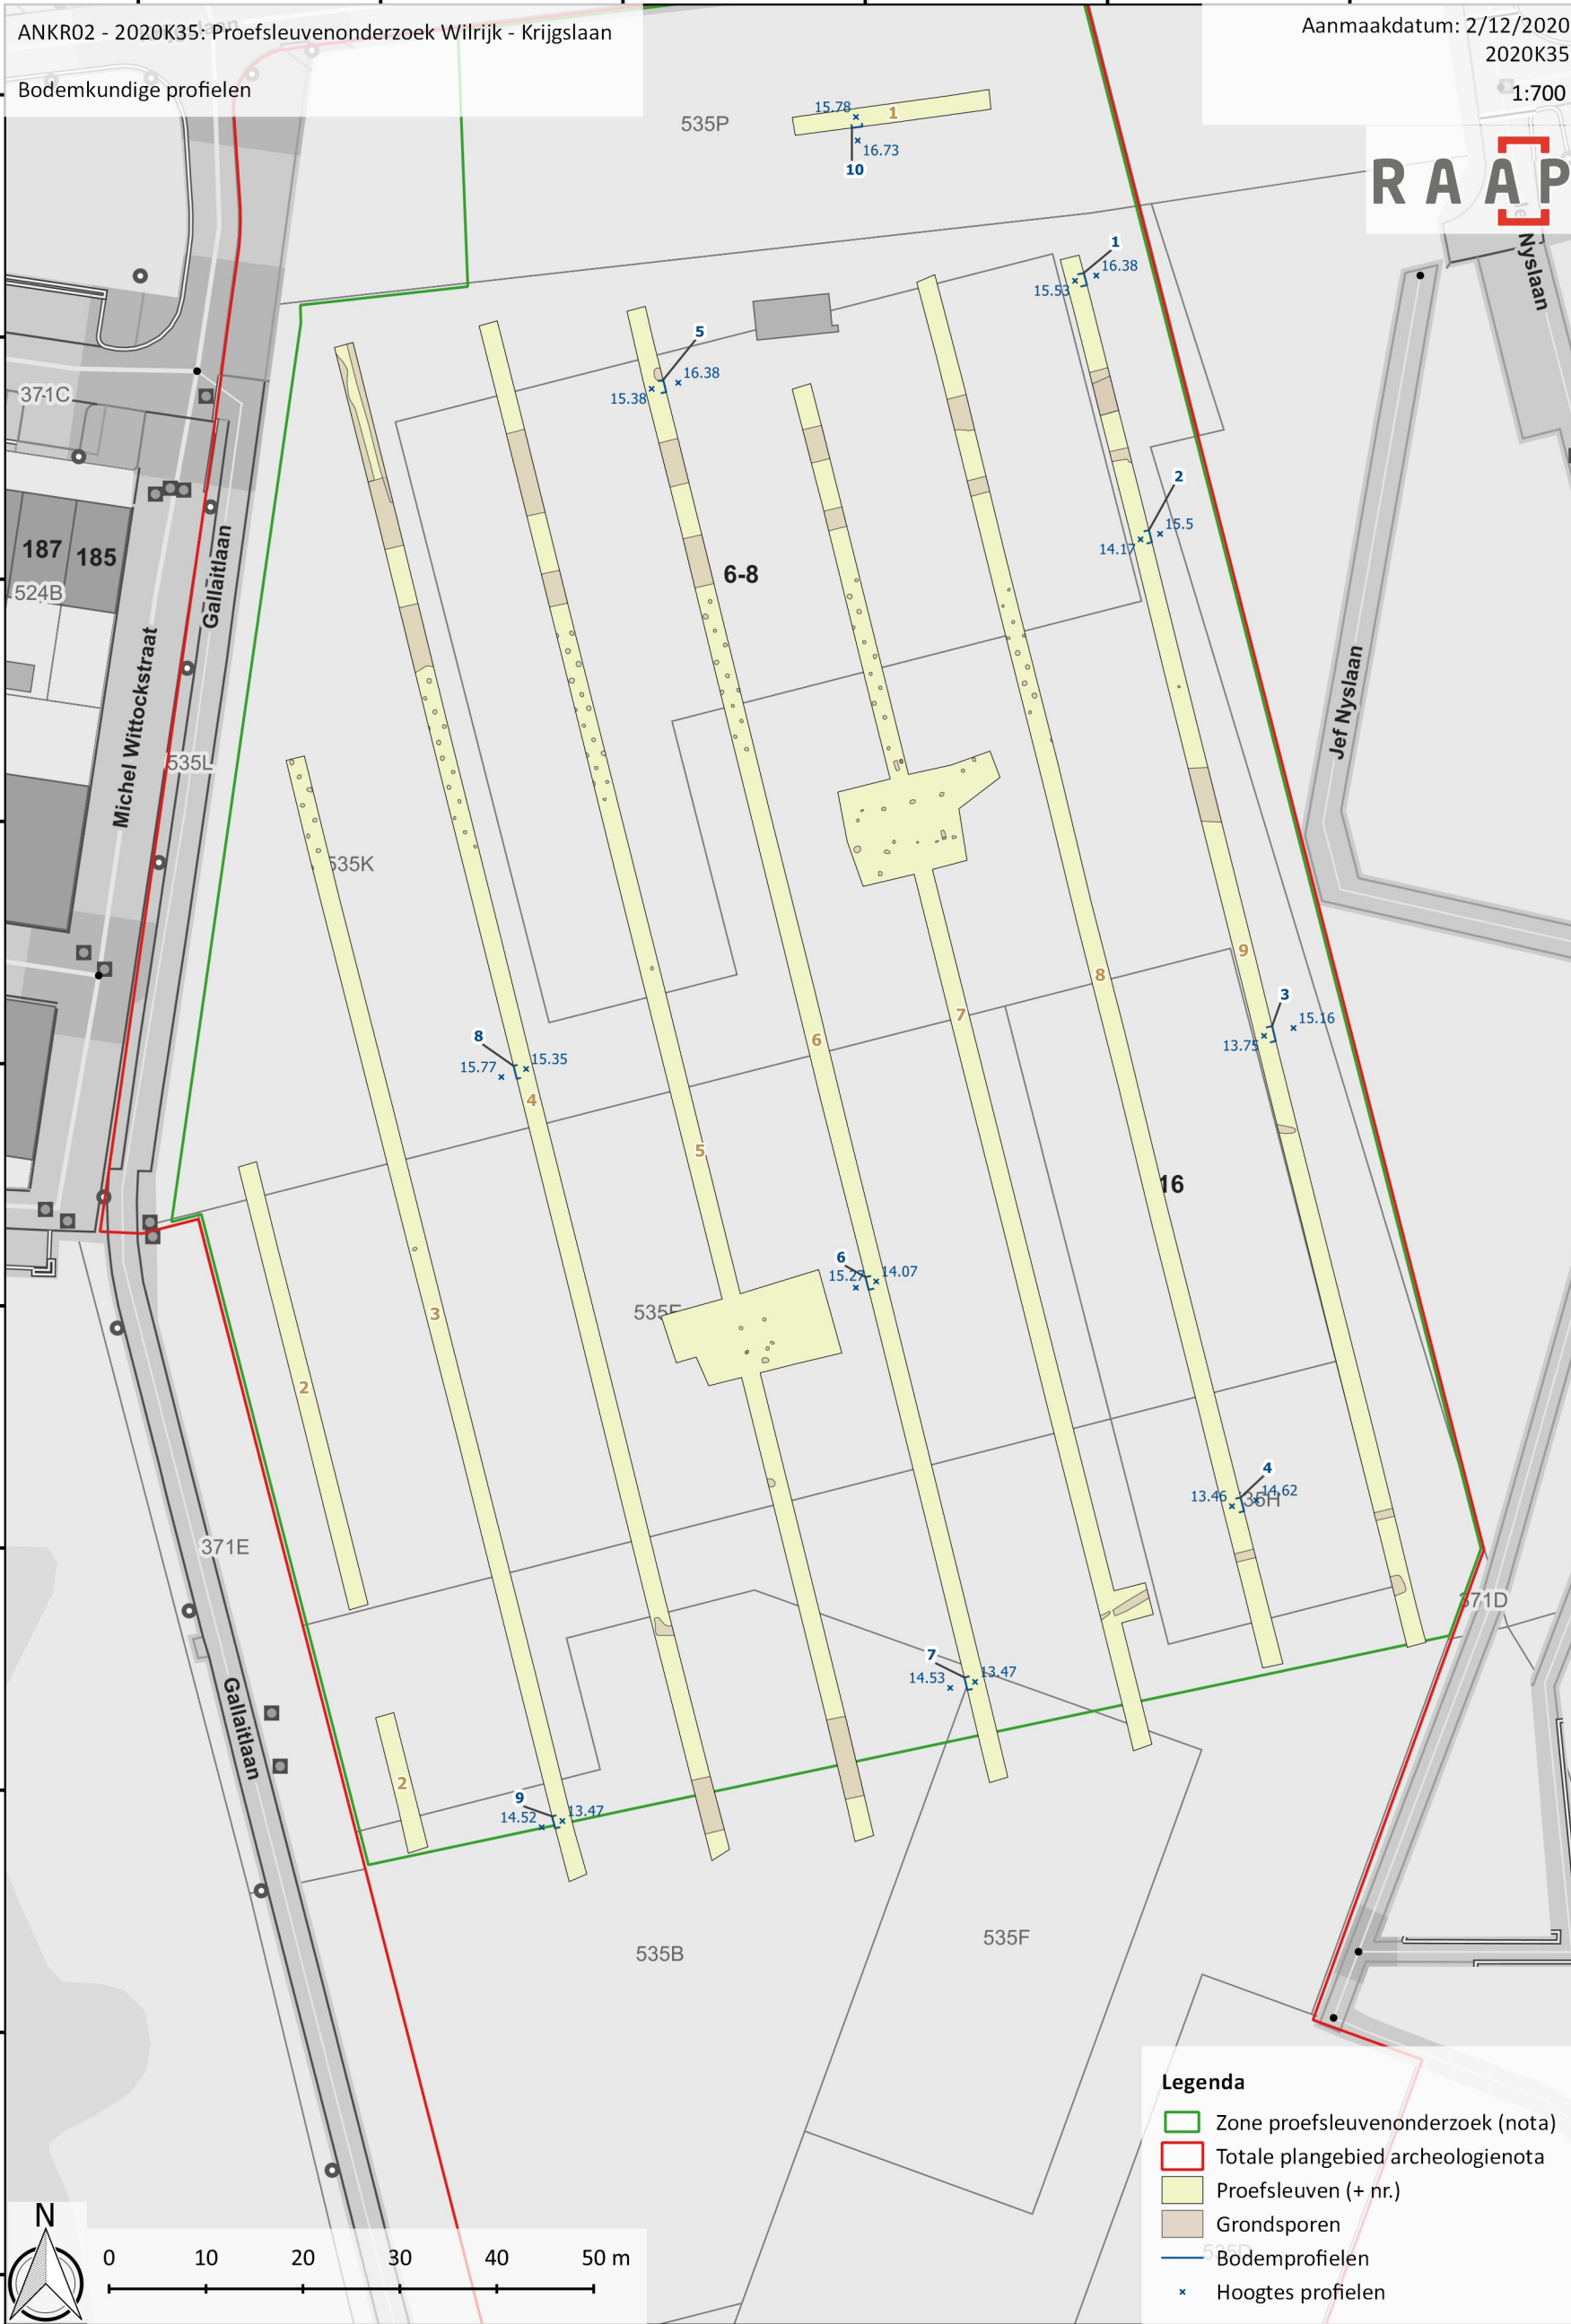 ANKR02 - 2020K35: Proefsleuvenonderzoek Wilrijk - Krijgslaan
Bodemkundige profielen
Aanmaakdatum: 2/12/2020
2020K35
1:700
RAAP
535P
15.78
1
16.73
10
1
16.38
15.53
5
16.38
15.38
371C
2
15.5
14.17
187
185
524B
6-8
Gallaitlaan
Michel Wittockstraat
Nyslaan
Jef Nyslaan
535L
535K
9
8
7
6
3
15.16
13.75
8
15.77
15.35
4
5
16
6
15.27
14.07
3
2
4
13.46
14.62
371E
371D
7
14.53
13.47
Gallaitlaan
2
9
14.52
13.47
535B
535F
Legenda
Zone proefsleuvenonderzoek (nota)
Totale plangebied archeologienota
Proefsleuven (+ nr.)
Grondsporen
Bodemprofielen
Hoogtes profielen
N
0 10 20 30 40 50 m